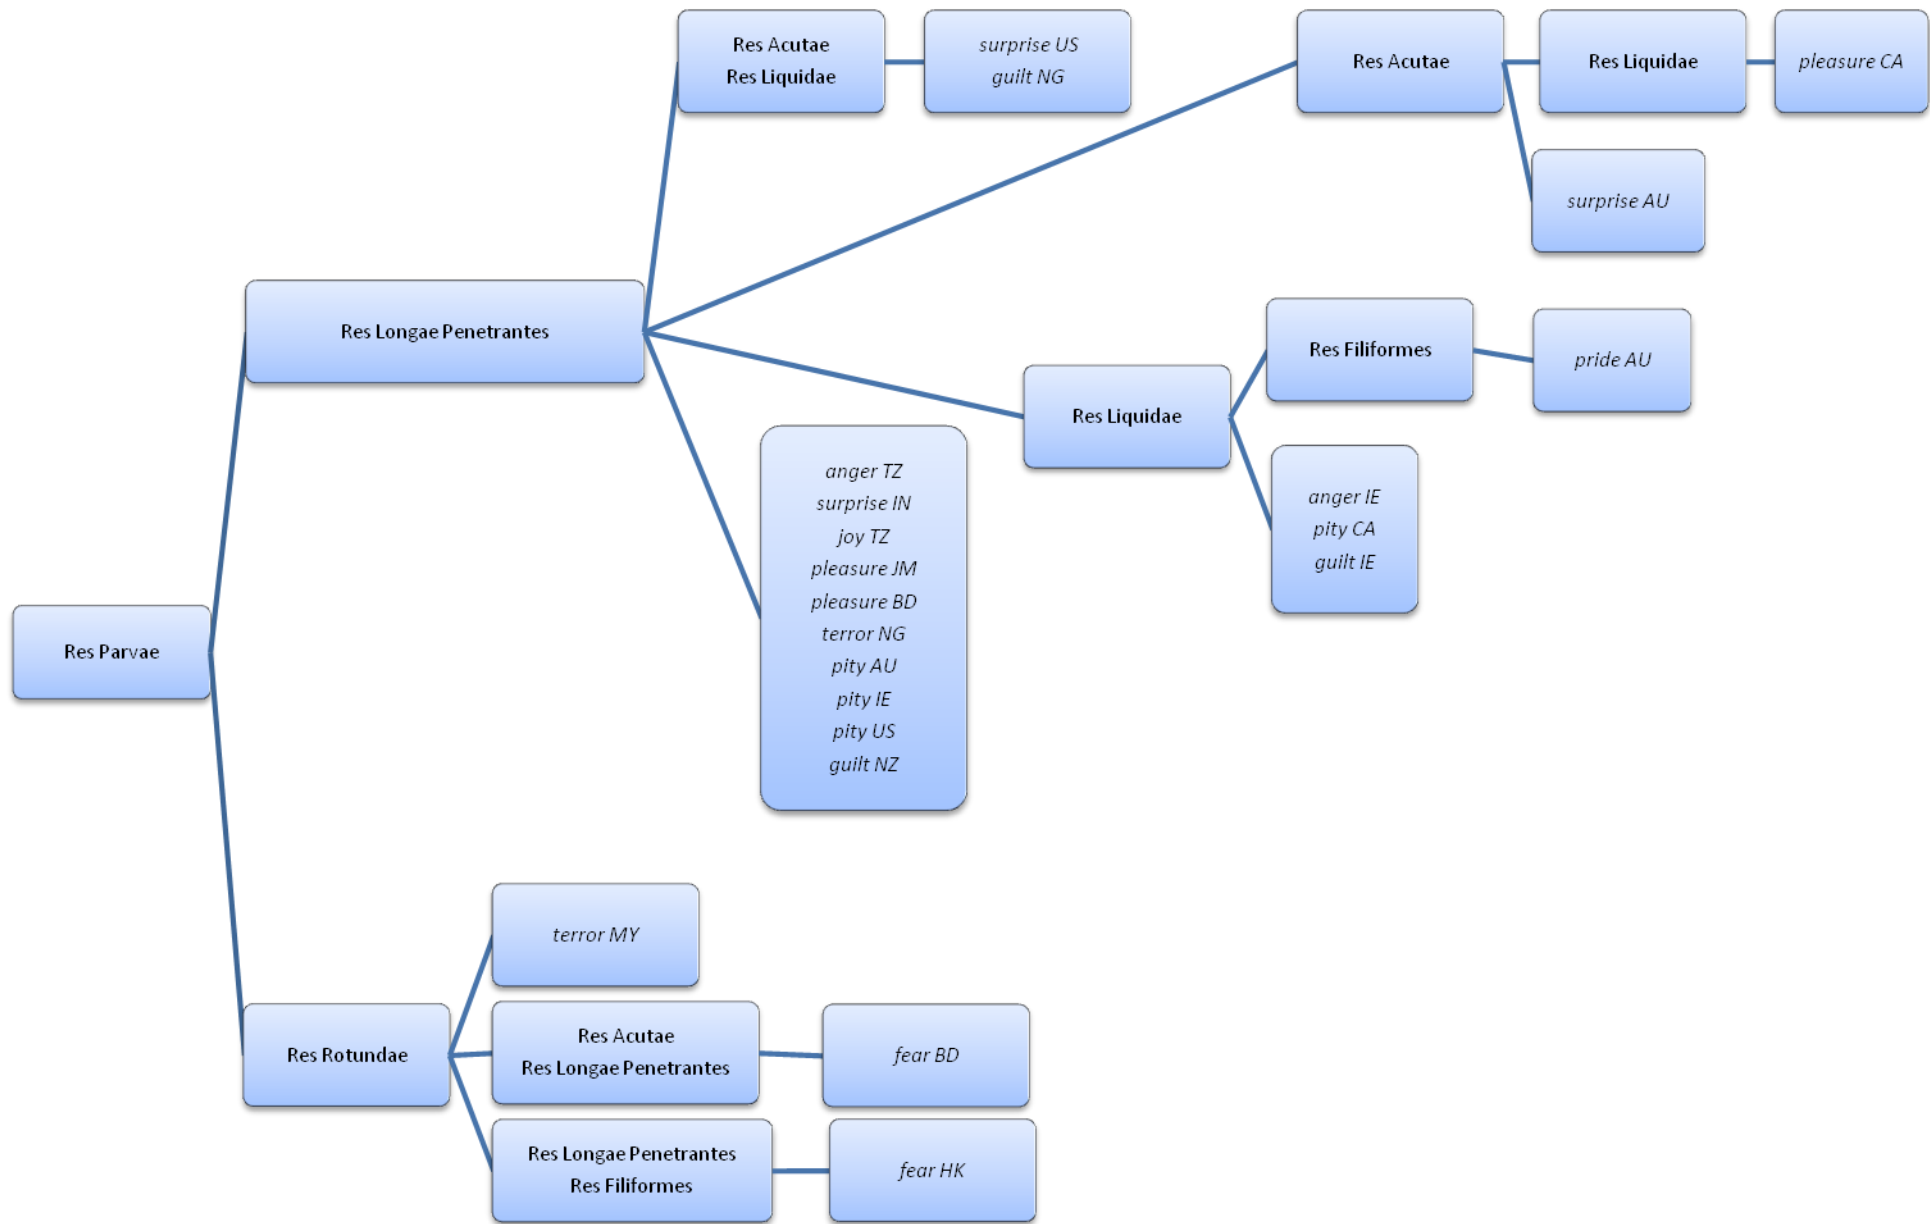 Res Acutae
Res Liquidae
surprise US
guilt NG
Res Acutae
Res Liquidae
pleasure CA
surprise AU
Res Longae Penetrantes
Res Filiformes
pride AU
Res Liquidae
anger IE
pity CA
guilt IE
anger TZ
surprise IN
joy TZ
pleasure JM
pleasure BD
terror NG
pity AU
pity IE
pity US
guilt NZ
Res Parvae
terror MY
Res Rotundae
Res Acutae
Res Longae Penetrantes
fear BD
Res Longae Penetrantes
Res Filiformes
fear HK